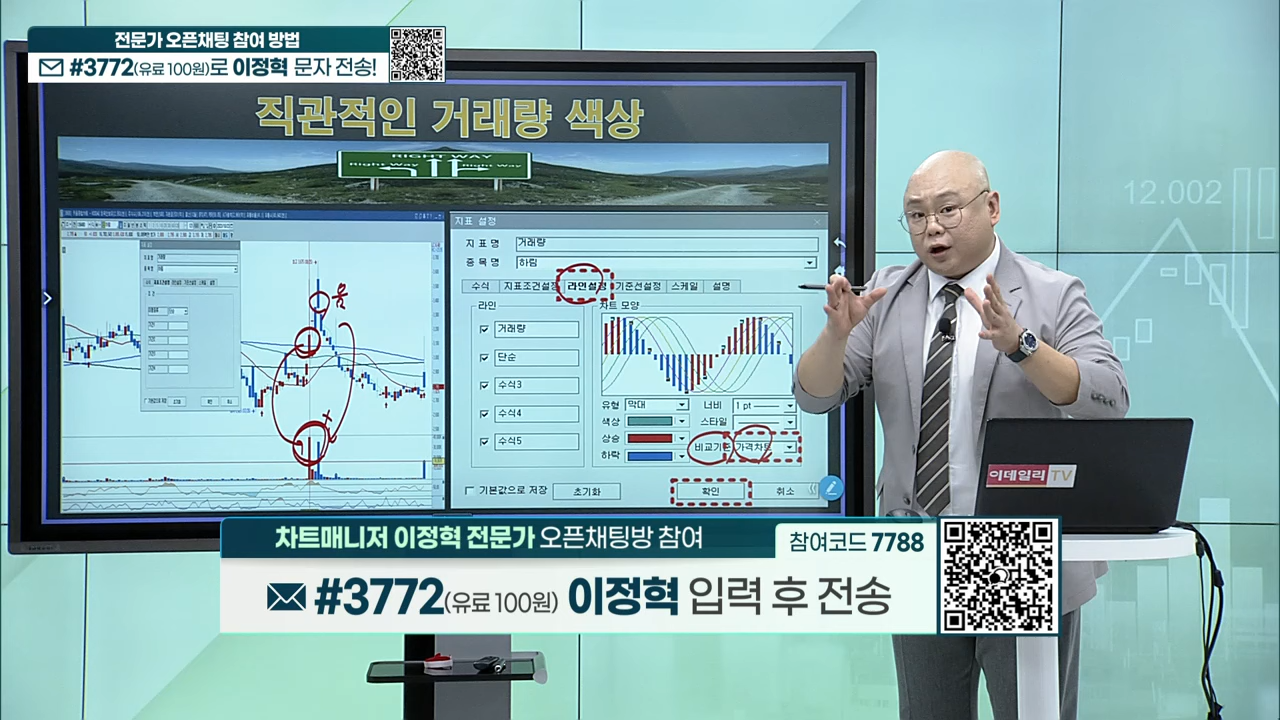 전문가 오픈채팅 참여 방법
#3772(유료 100원)로 이정혁 문자 전송!
직관적인 거래량 색상
RIGHT WAY
Right Way
Right Way
지표 설정
지 표 명
거래량
종 목 명
하림
수식
지표조건설정
라인설정
기준선설정
스케일
설명
라인
차트 모양
거래량
단순
수식3
수식4
수식5
유형
막대
너비
1 pt
색상
스타일
상승
비교기준
가격차트
하락
기본값으로 저장
초기화
확인
취소
12.002
이데일리 TV
차트매니저 이정혁 전문가 오픈채팅방 참여
참여코드 7788
#3772(유료 100원) 이정혁 입력 후 전송